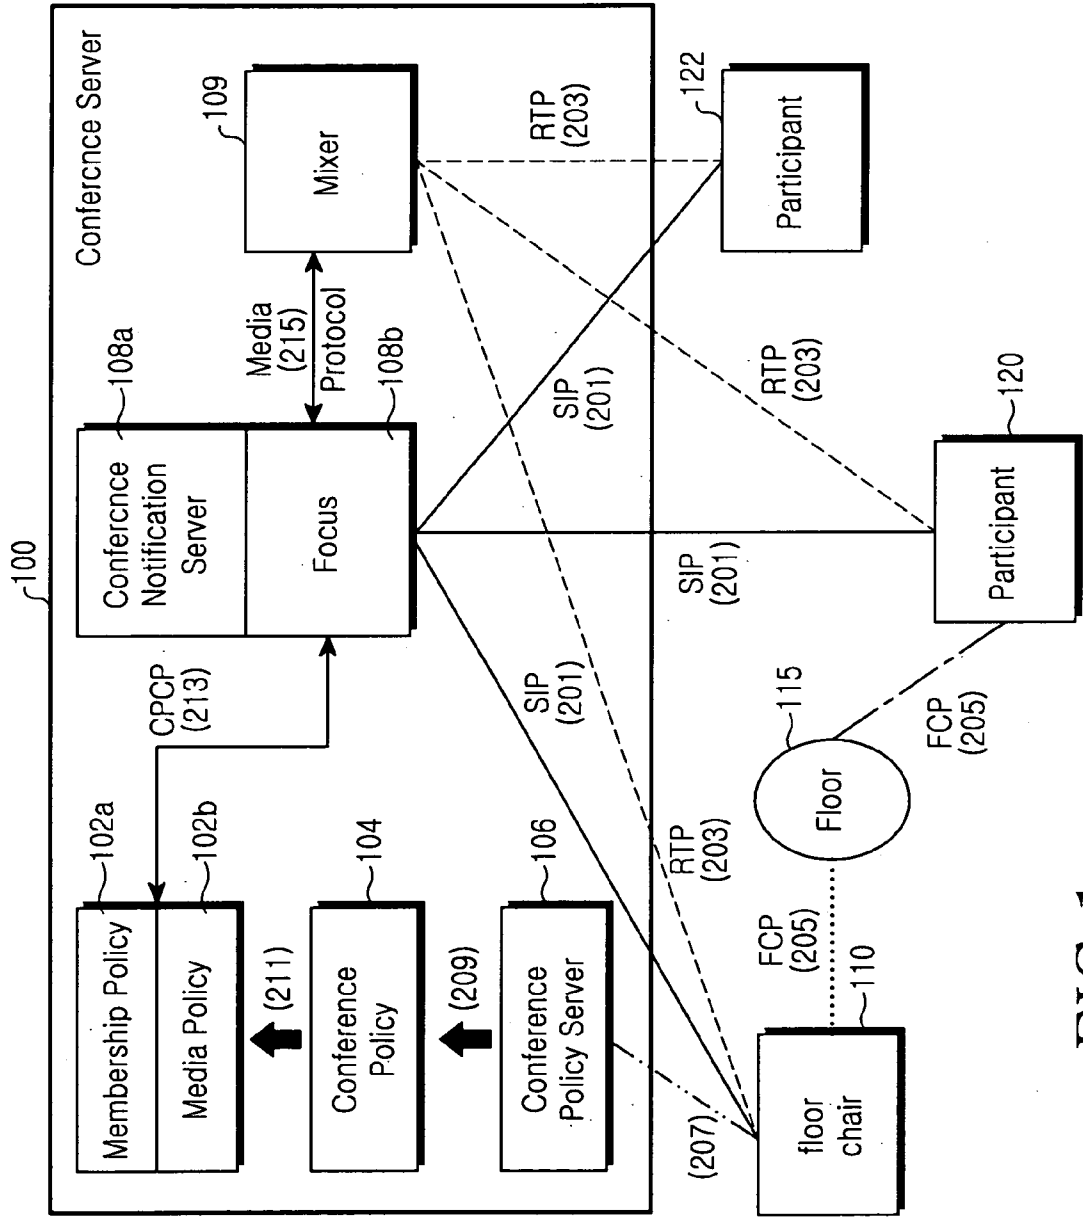 100
Confercnce Server
Membership Policy
102a
Media Policy
102b
CPCP
(213)
Confercnce
Notification
Server
108a
Focus
108b
Media
(215)
Protocol
Mixer
109
(211)
Conference
Policy
104
(209)
Conference
Policy Server
106
SIP
(201)
SIP
(201)
SIP
(201)
RTP
(203)
RTP
(203)
RTP
(203)
(207)
floor
chair
110
FCP
(205)
Floor
115
FCP
(205)
Participant
120
Participant
122